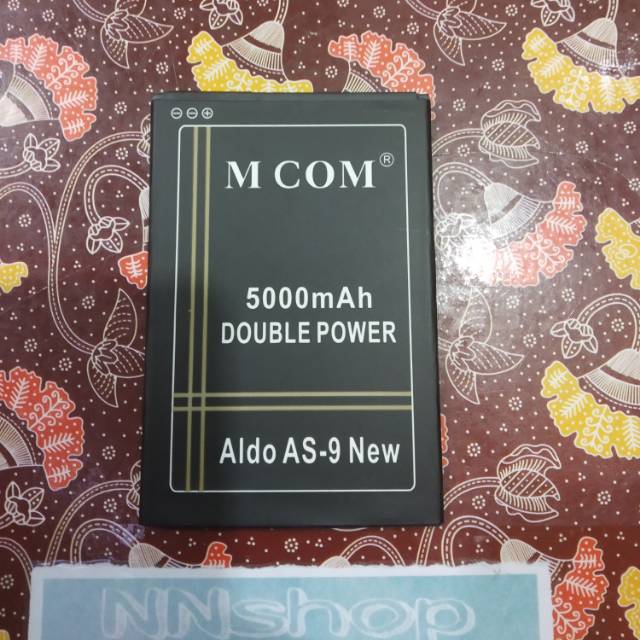 ⊖⊖⊕
M COM®
5000mAh
DOUBLE POWER
Aldo AS-9 New
NNshop